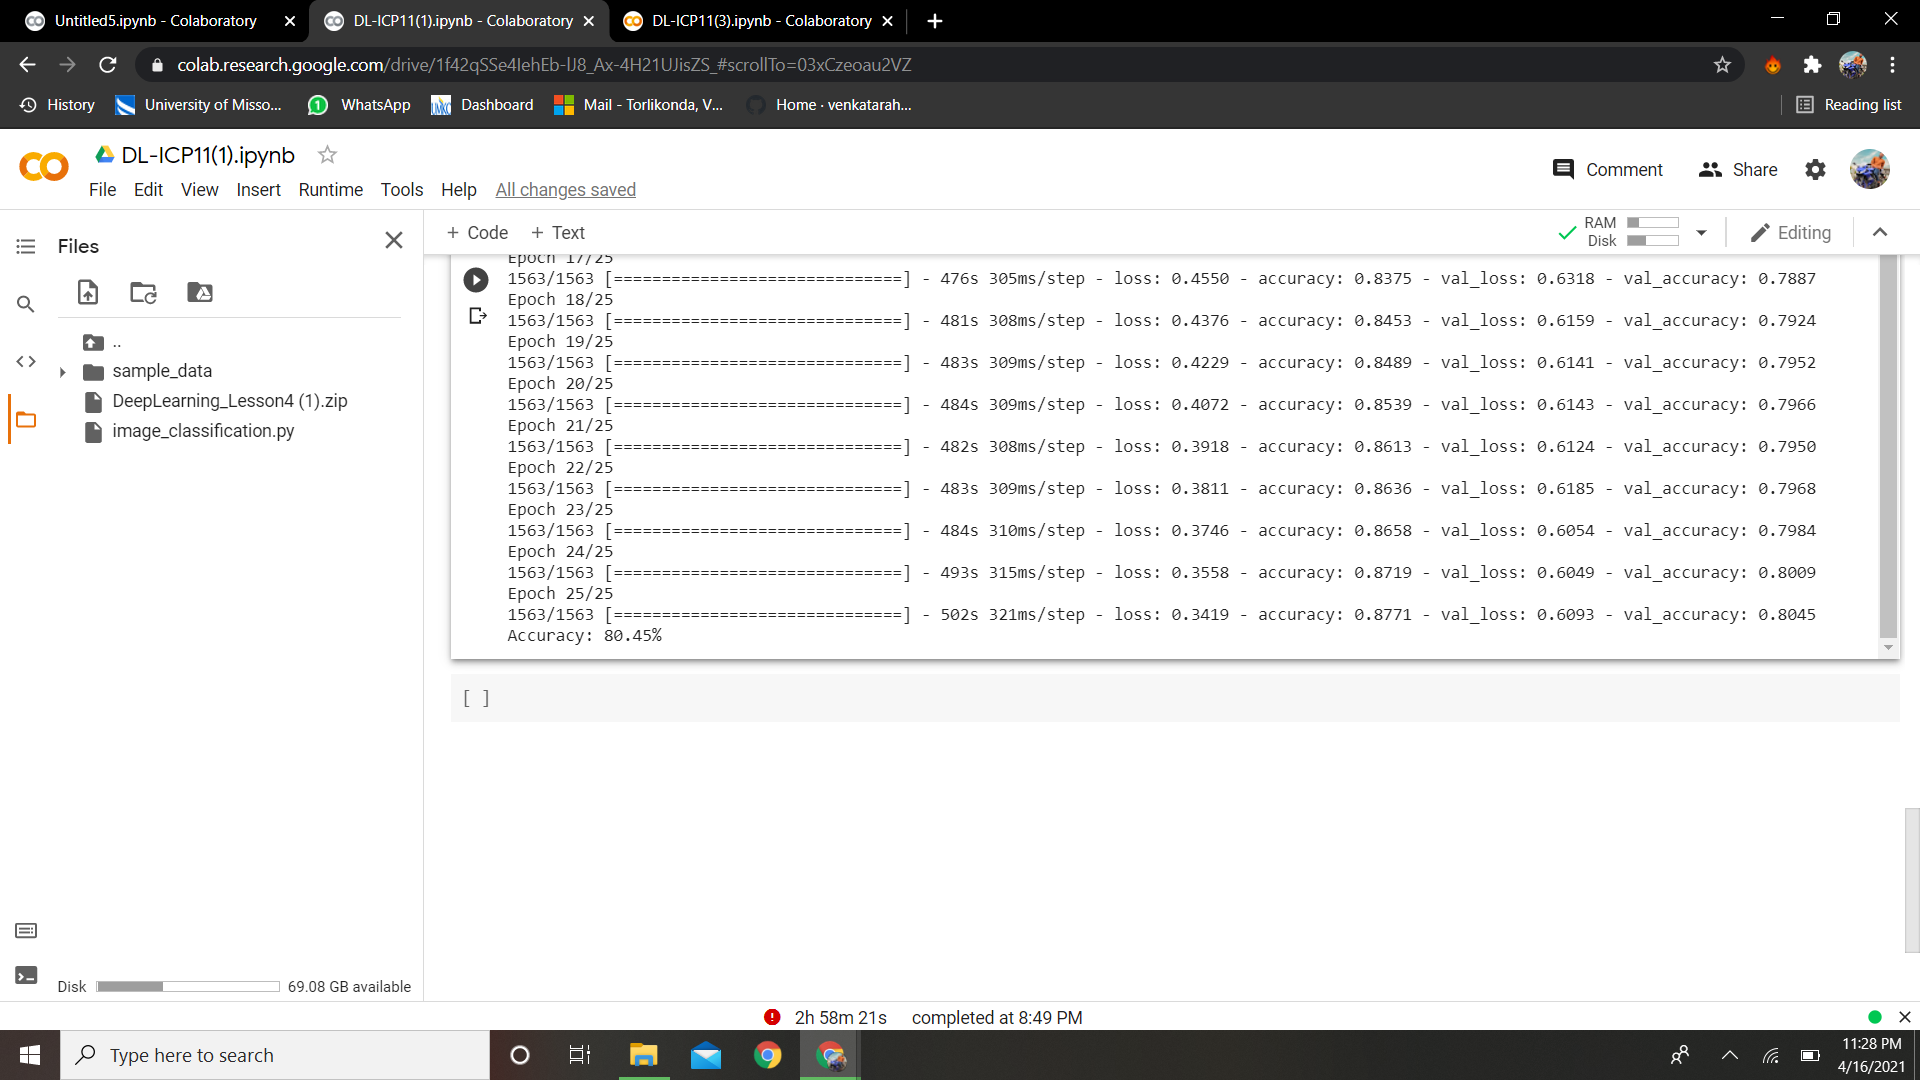 Untitled5.ipynb - Colaboratory
DL-ICP11(1).ipynb - Colaboratory
DL-ICP11(3).ipynb - Colaboratory
colab.research.google.com/drive/1f42qSSe4IehEb-lJ8_Ax-4H21UJisZS_#scrollTo=03xCzeoau2VZ
History
University of Misso...
WhatsApp
Dashboard
Mail - Torlikonda, V...
Home · venkatarah...
Reading list
DL-ICP11(1).ipynb
Comment
Share
File Edit View Insert Runtime Tools Help All changes saved
Files
+ Code + Text
RAM
Disk
Editing
..
sample_data
DeepLearning_Lesson4 (1).zip
image_classification.py
Epoch 17/25
1563/1563 [==============================] - 476s 305ms/step - loss: 0.4550 - accuracy: 0.8375 - val_loss: 0.6318 - val_accuracy: 0.7887
Epoch 18/25
1563/1563 [==============================] - 481s 308ms/step - loss: 0.4376 - accuracy: 0.8453 - val_loss: 0.6159 - val_accuracy: 0.7924
Epoch 19/25
1563/1563 [==============================] - 483s 309ms/step - loss: 0.4229 - accuracy: 0.8489 - val_loss: 0.6141 - val_accuracy: 0.7952
Epoch 20/25
1563/1563 [==============================] - 484s 309ms/step - loss: 0.4072 - accuracy: 0.8539 - val_loss: 0.6143 - val_accuracy: 0.7966
Epoch 21/25
1563/1563 [==============================] - 482s 308ms/step - loss: 0.3918 - accuracy: 0.8613 - val_loss: 0.6124 - val_accuracy: 0.7950
Epoch 22/25
1563/1563 [==============================] - 483s 309ms/step - loss: 0.3811 - accuracy: 0.8636 - val_loss: 0.6185 - val_accuracy: 0.7968
Epoch 23/25
1563/1563 [==============================] - 484s 310ms/step - loss: 0.3746 - accuracy: 0.8658 - val_loss: 0.6054 - val_accuracy: 0.7984
Epoch 24/25
1563/1563 [==============================] - 493s 315ms/step - loss: 0.3558 - accuracy: 0.8719 - val_loss: 0.6049 - val_accuracy: 0.8009
Epoch 25/25
1563/1563 [==============================] - 502s 321ms/step - loss: 0.3419 - accuracy: 0.8771 - val_loss: 0.6093 - val_accuracy: 0.8045
Accuracy: 80.45%
[ ]
Disk
69.08 GB available
2h 58m 21s completed at 8:49 PM
Type here to search
11:28 PM
4/16/2021